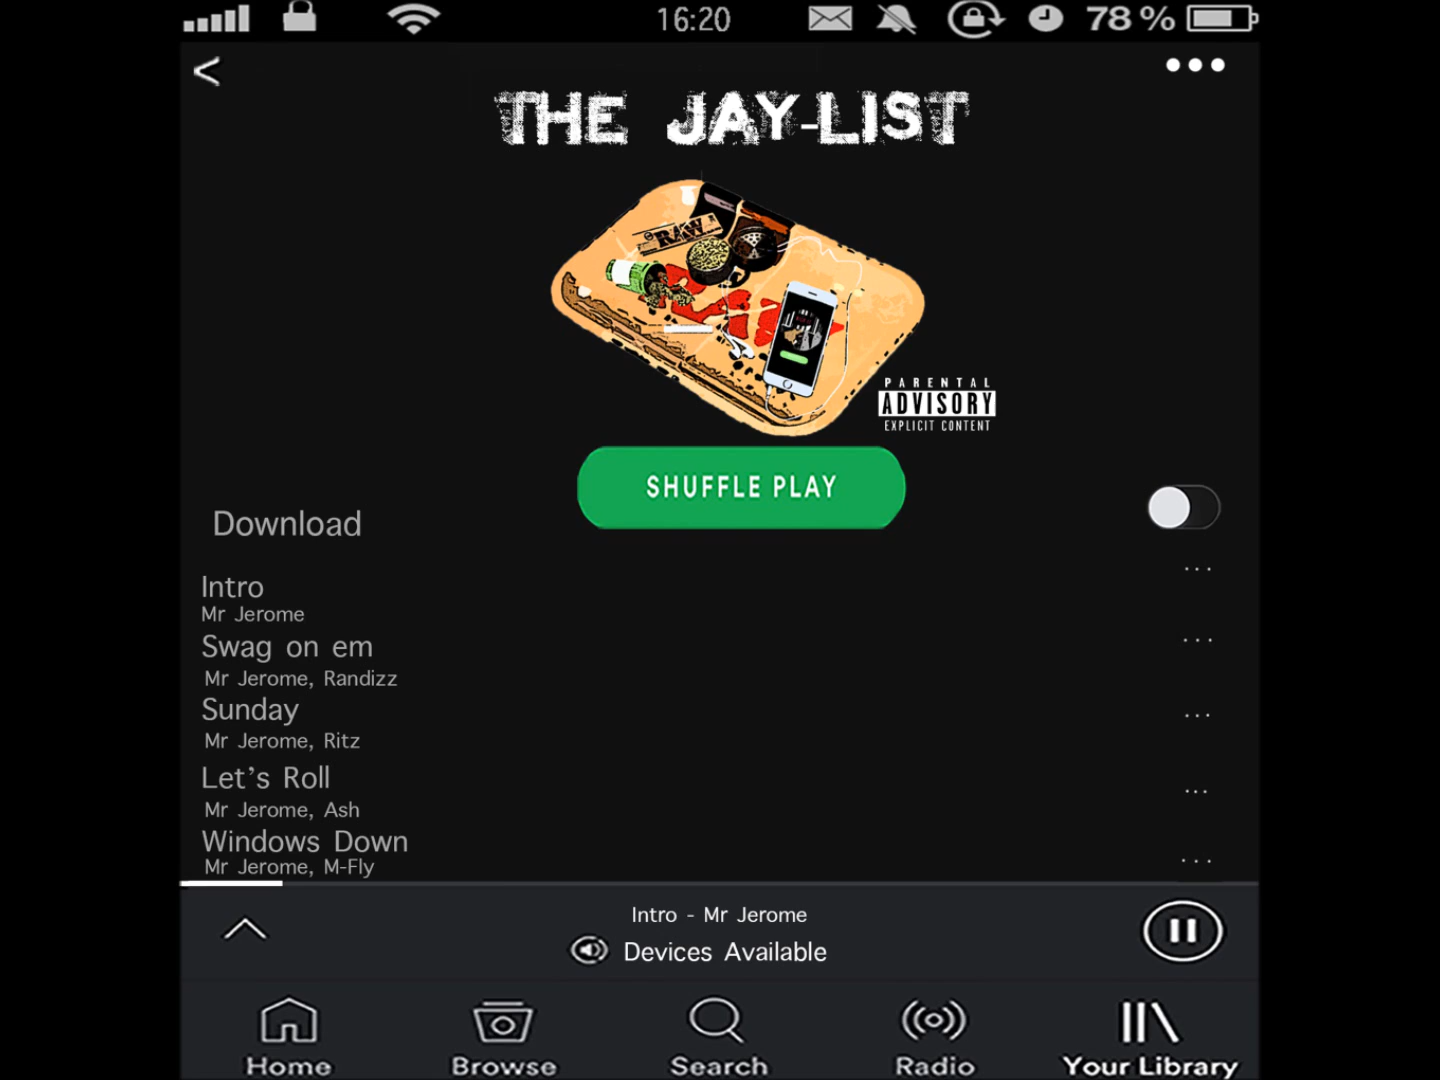 16:20
78 %
<
THE JAY-LIST
RAW
PARENTAL
ADVISORY
EXPLICIT CONTENT
SHUFFLE PLAY
Download
Intro
Mr Jerome
Swag on em
Mr Jerome, Randizz
Sunday
Mr Jerome, Ritz
Let’s Roll
Mr Jerome, Ash
Windows Down
Mr Jerome, M-Fly
Intro - Mr Jerome
Devices Available
Home
Browse
Search
Radio
Your Library